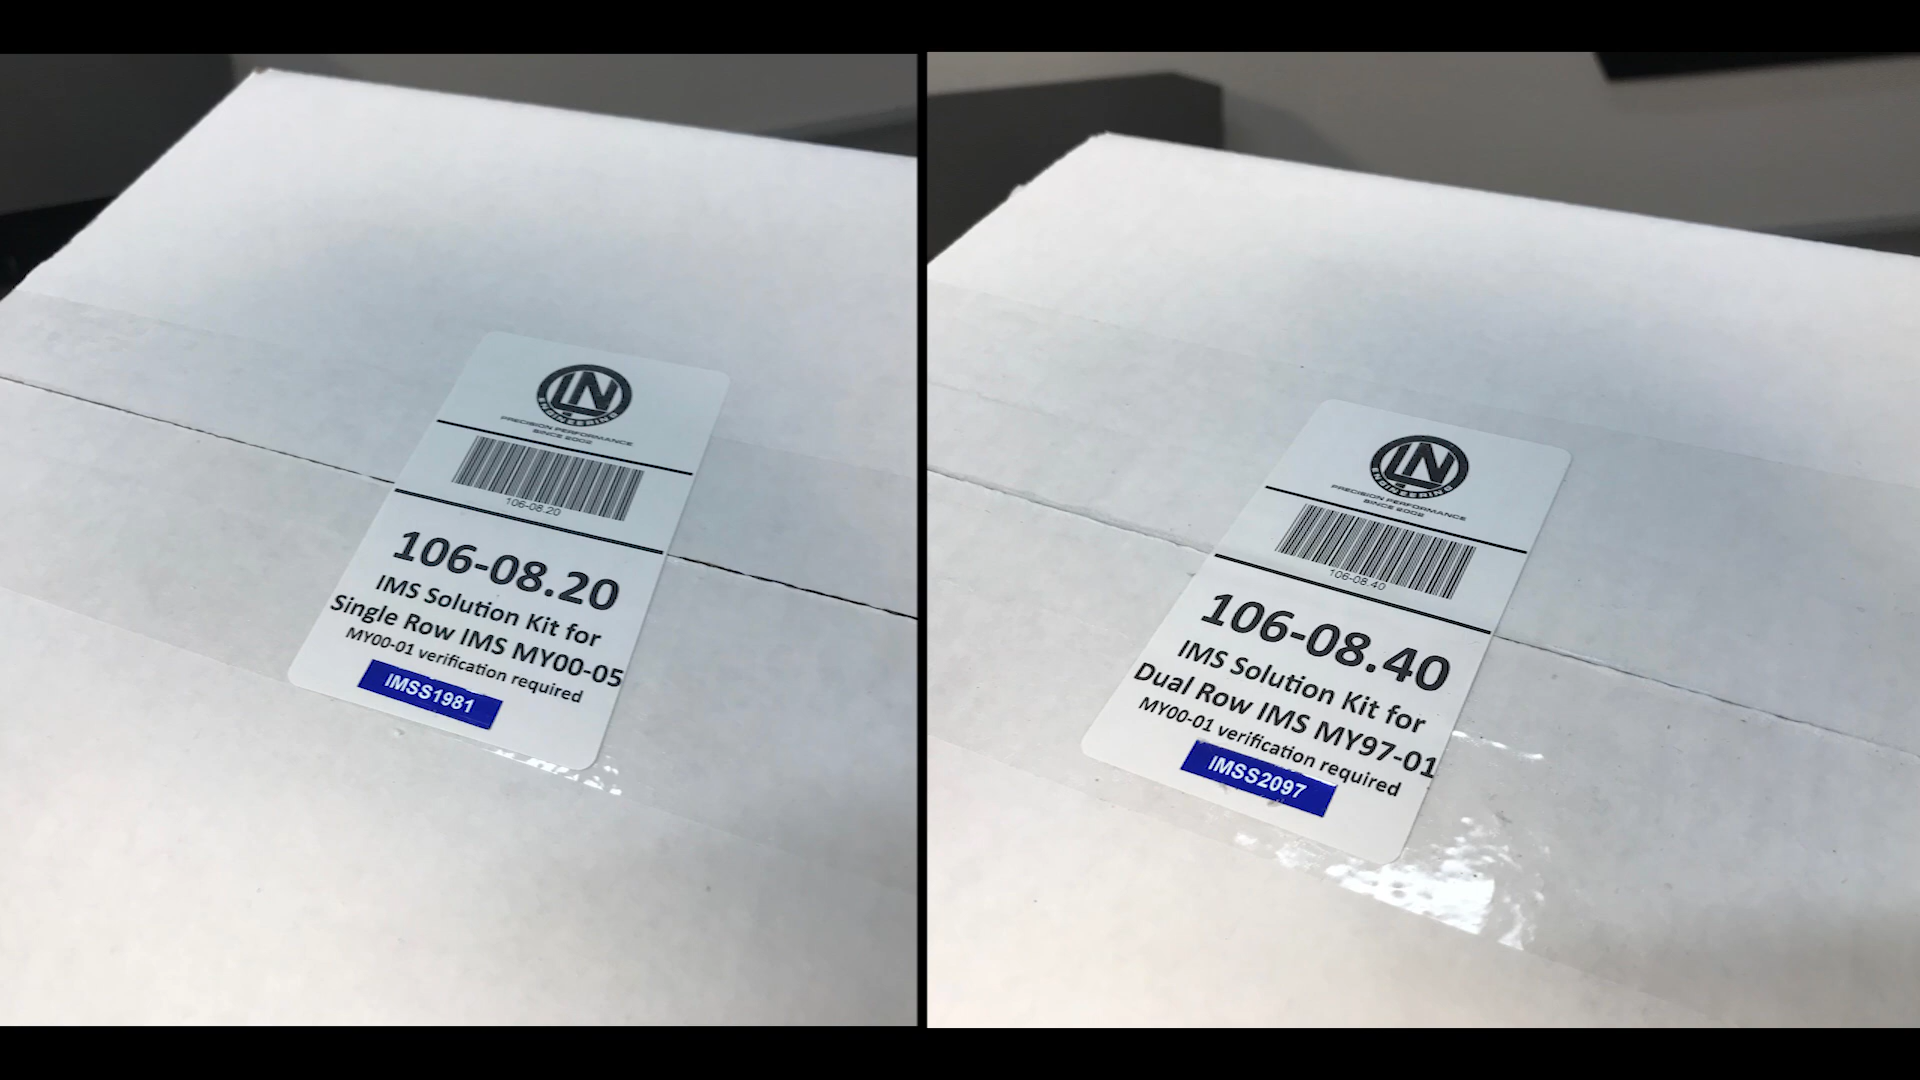 LN
ENGINEERING
PRECISION PERFORMANCE
SINCE 2002
106-08.20
106-08.20
IMS Solution Kit for
Single Row IMS MY00-05
MY00-01 verification required
IMSS1981
LN
ENGINEERING
PRECISION PERFORMANCE
SINCE 2002
106-08.40
106-08.40
IMS Solution Kit for
Dual Row IMS MY97-01
MY00-01 verification required
IMSS2097